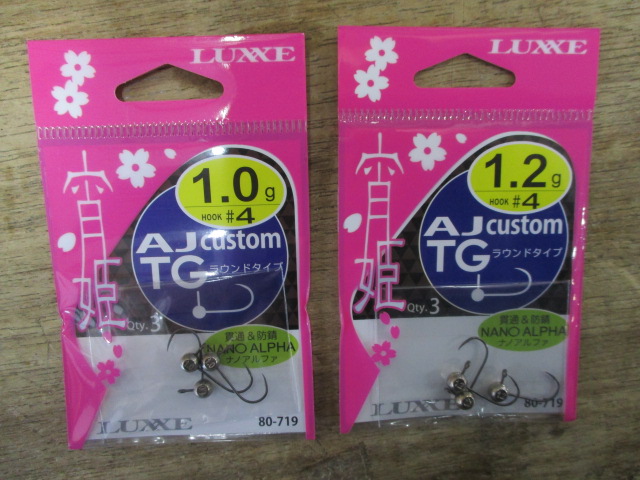 LUXXE
宵姫
1.0g
HOOK #4
AJ custom
TG ラウンドタイプ
Qty. 3
貫通&防錆
NANO ALPHA
ナノアルファ
LUXXE
80-719
LUXXE
宵姫
1.2g
HOOK #4
AJ custom
TG ラウンドタイプ
Qty. 3
貫通&防錆
NANO ALPHA
ナノアルファ
LUXXE
80-719